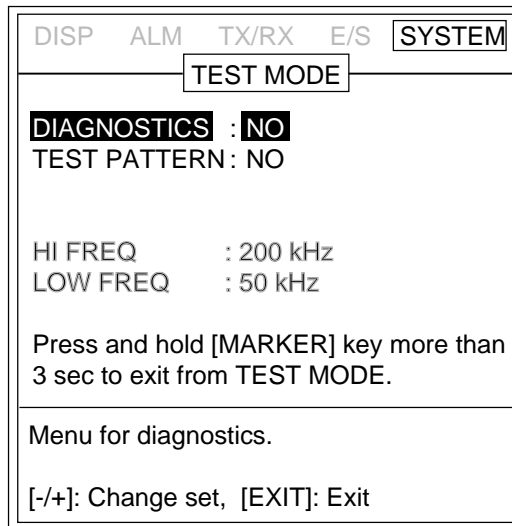 DISP ALM TX/RX E/S SYSTEM
TEST MODE
DIAGNOSTICS : NO
TEST PATTERN : NO
HI FREQ : 200 kHz
LOW FREQ : 50 kHz
Press and hold [MARKER] key more than
3 sec to exit from TEST MODE.
Menu for diagnostics.
[-/+]: Change set, [EXIT]: Exit